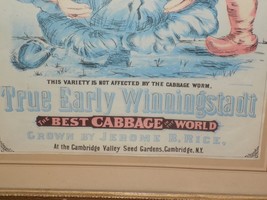 THIS VARIETY IS NOT AFFECTED BY THE CABBAGE WORM.
True Early Winningstadt
THE BEST CABBAGE IN THE WORLD
GROWN BY JEROME B. RICE,
At the Cambridge Valley Seed Gardens, Cambridge, N.Y.